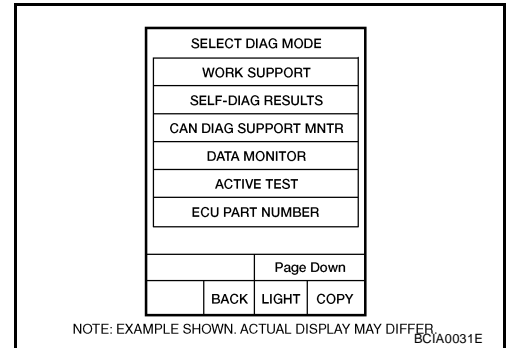 SELECT DIAG MODE
WORK SUPPORT
SELF-DIAG RESULTS
CAN DIAG SUPPORT MNTR
DATA MONITOR
ACTIVE TEST
ECU PART NUMBER
Page Down
BACK LIGHT COPY
NOTE: EXAMPLE SHOWN. ACTUAL DISPLAY MAY DIFFER.
BCIA0031E